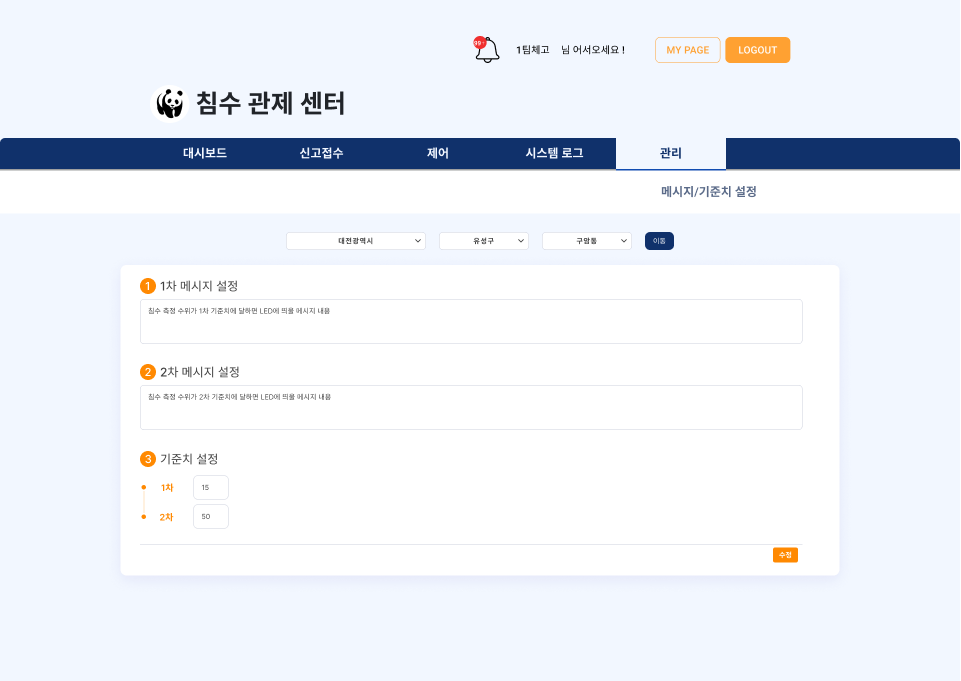 99+
1팀체고 님 어서오세요 !
MY PAGE
LOGOUT
침수 관제 센터
대시보드
신고접수
제어
시스템 로그
관리
메시지/기준치 설정
대전광역시
유성구
구암동
이동
1 1차 메시지 설정
침수 측정 수위가 1차 기준치에 달하면 LED에 띄울 메시지 내용
2 2차 메시지 설정
침수 측정 수위가 2차 기준치에 달하면 LED에 띄울 메시지 내용
3 기준치 설정
1차 15
2차 50
수정